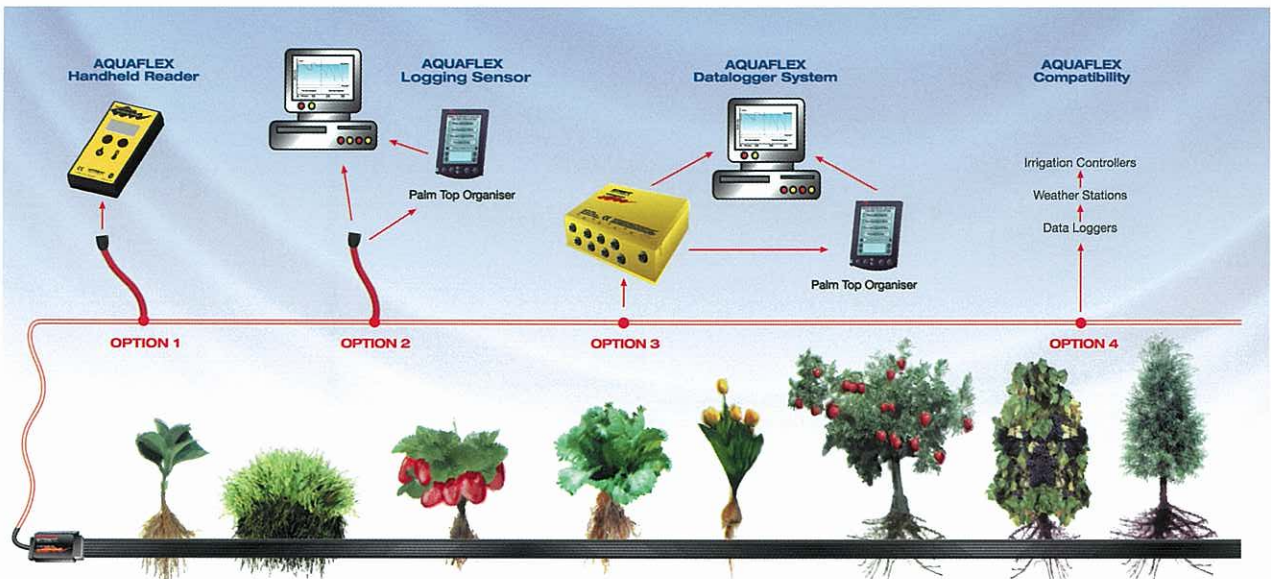 AQUAFLEX
Handheld Reader
AQUAFLEX
Logging Sensor
Palm Top Organiser
AQUAFLEX
Datalogger System
Palm Top Organiser
AQUAFLEX
Compatibility
Irrigation Controllers
Weather Stations
Data Loggers
OPTION 1
OPTION 2
OPTION 3
OPTION 4